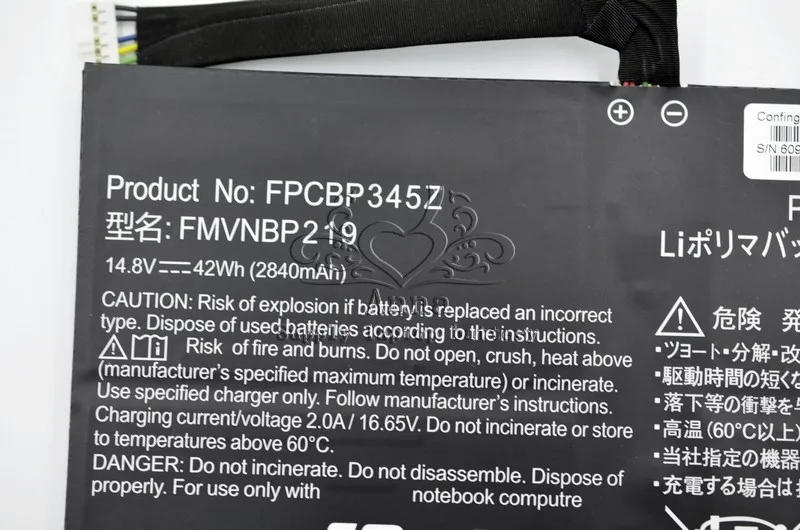 Confing
S/N:609
Product No: FPCBP345Z
型名: FMVNBP219
14.8V 42Wh (2840mAh)
CAUTION: Risk of explosion if battery is replaced an incorrect
type. Dispose of used batteries according to the instructions.
Risk of fire and burns. Do not open, crush, heat above
(manufacturer's specified maximum temperature) or incinerate.
Use specified charger only. Follow manufacturer's instructions.
Charging current/voltage 2.0A / 16.65V. Do not incinerate or store
to temperatures above 60°C.
DANGER: Do not incinerate. Do not disassemble. Dispose of
properly. For use only with notebook computre
Liポリマバッ
危険 発
・ツヨート・分解・改
・駆動時間の短くな
・落下等の衝撃を与
・高温(60°C以上)
・当社指定の機器
・充電する場合は